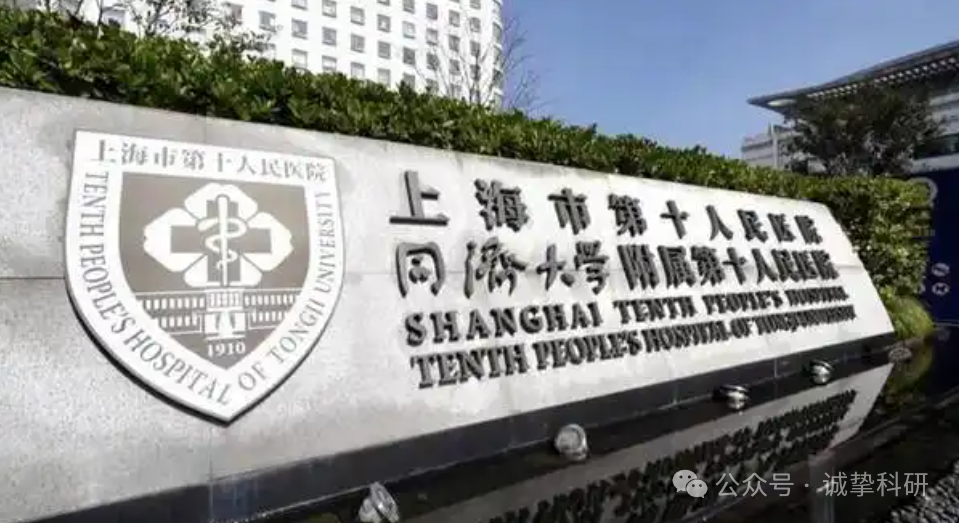 上海市第十人民医院
TENTH PEOPLE'S HOSPITAL OF TONGJI UNIVERSITY
1910
上海市第十人民医院
同濟大學附属第十人民医院
SHANGHAI TENTH PEOPLE'S HOSPITAL
TENTH PEOPLE'S HOSPITAL OF TONGJI UNIVERSITY
公众号·诚挚科研